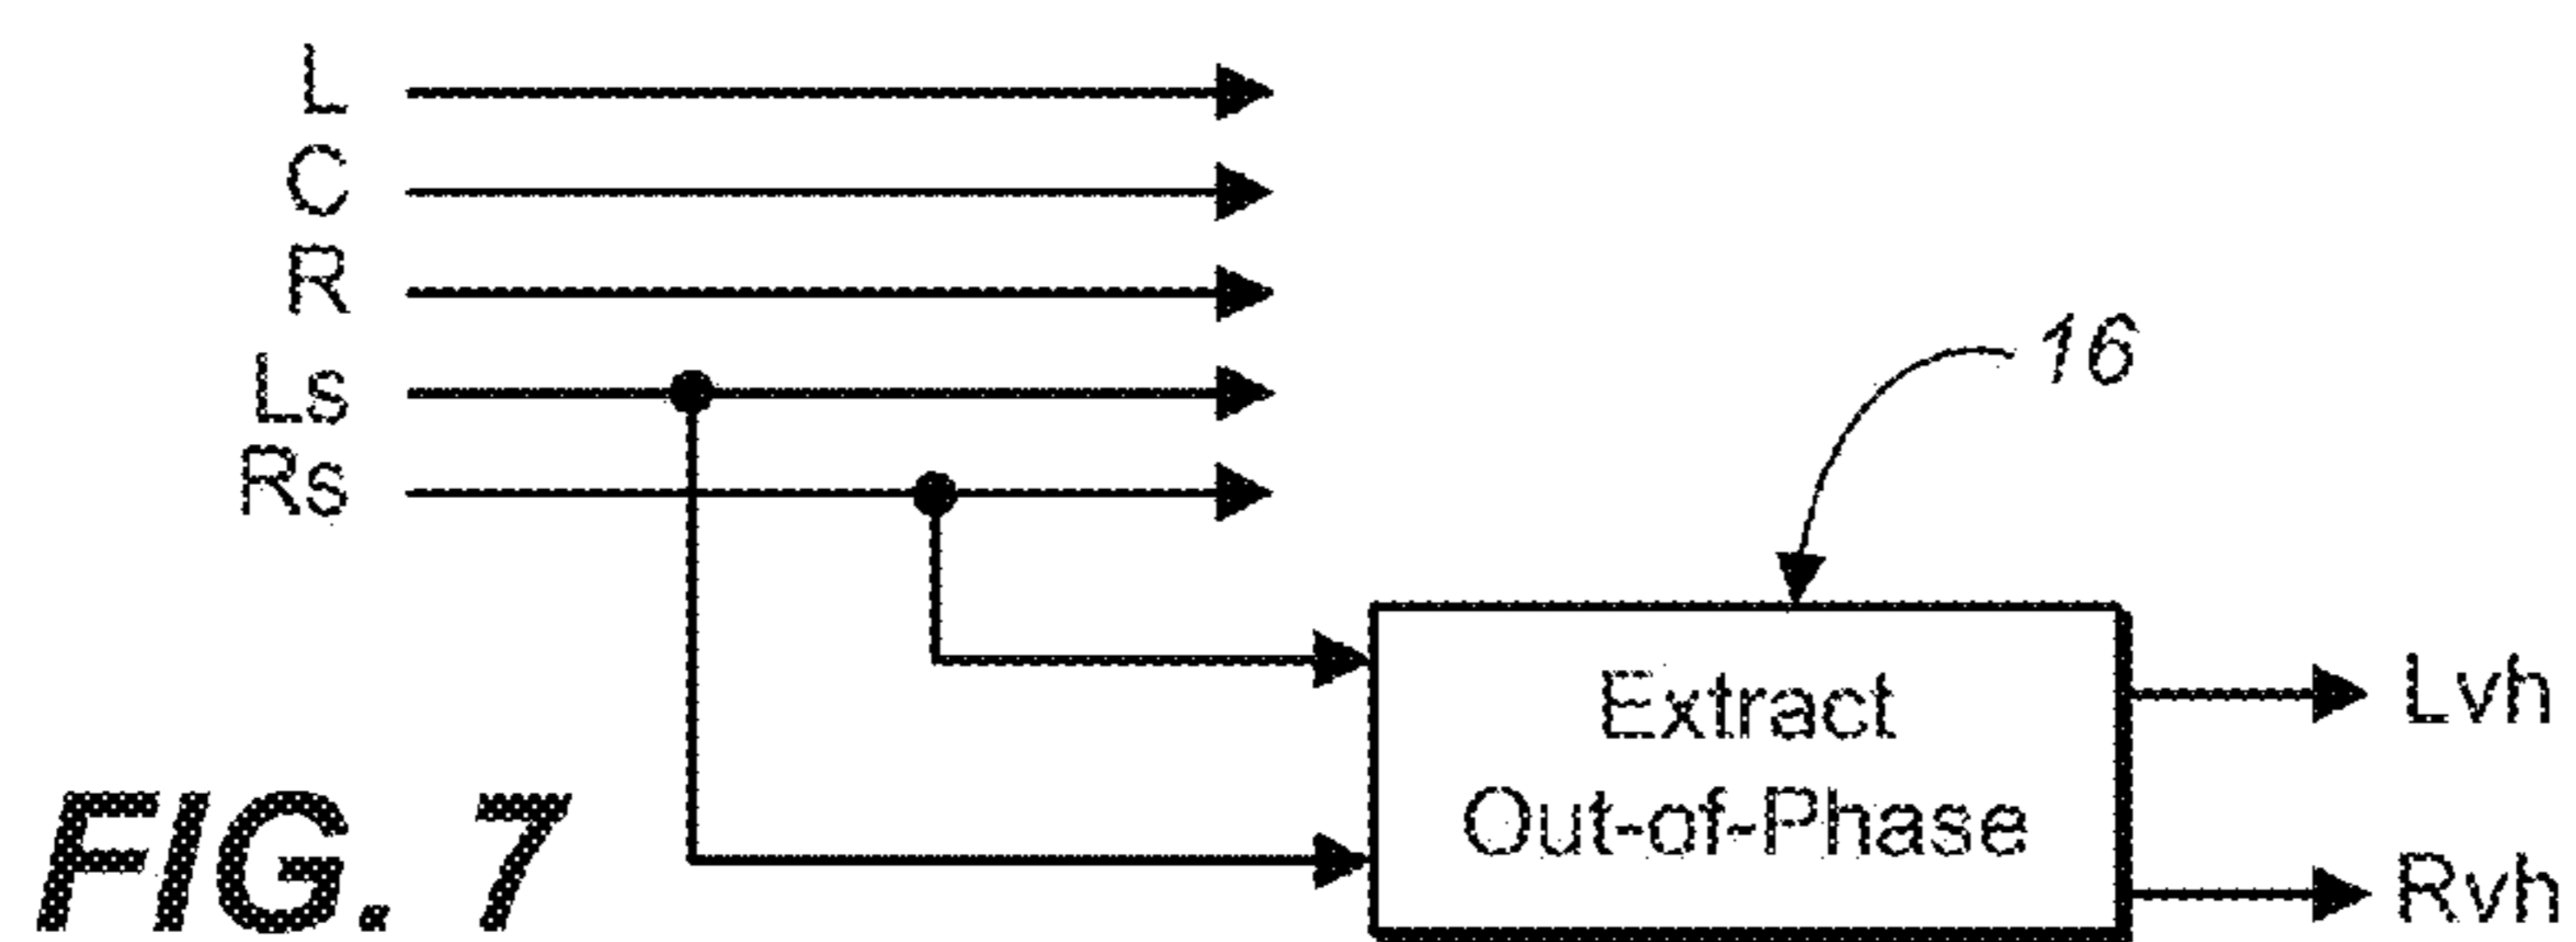 L
C
R
Ls
Rs
16
Extract
Out-of-Phase
Lvh
Rvh
FIG. 7